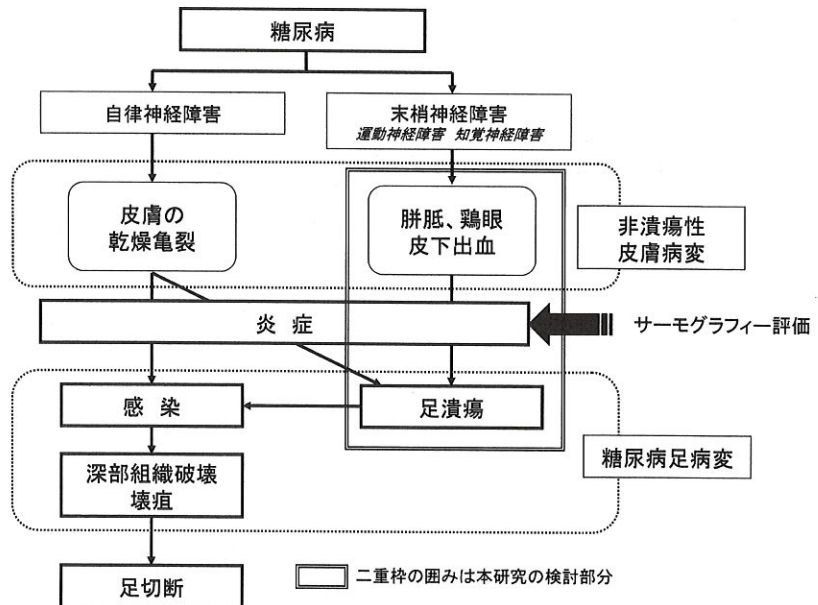 糖尿病
自律神経障害
末梢神経障害
運動神経障害 知覚神経障害
皮膚の
乾燥亀裂
胼胝、鶏眼
皮下出血
非潰瘍性
皮膚病変
炎 症
サーモグラフィー評価
感 染
足潰瘍
糖尿病足病変
深部組織破壊
壊疽
足切断
二重枠の囲みは本研究の検討部分